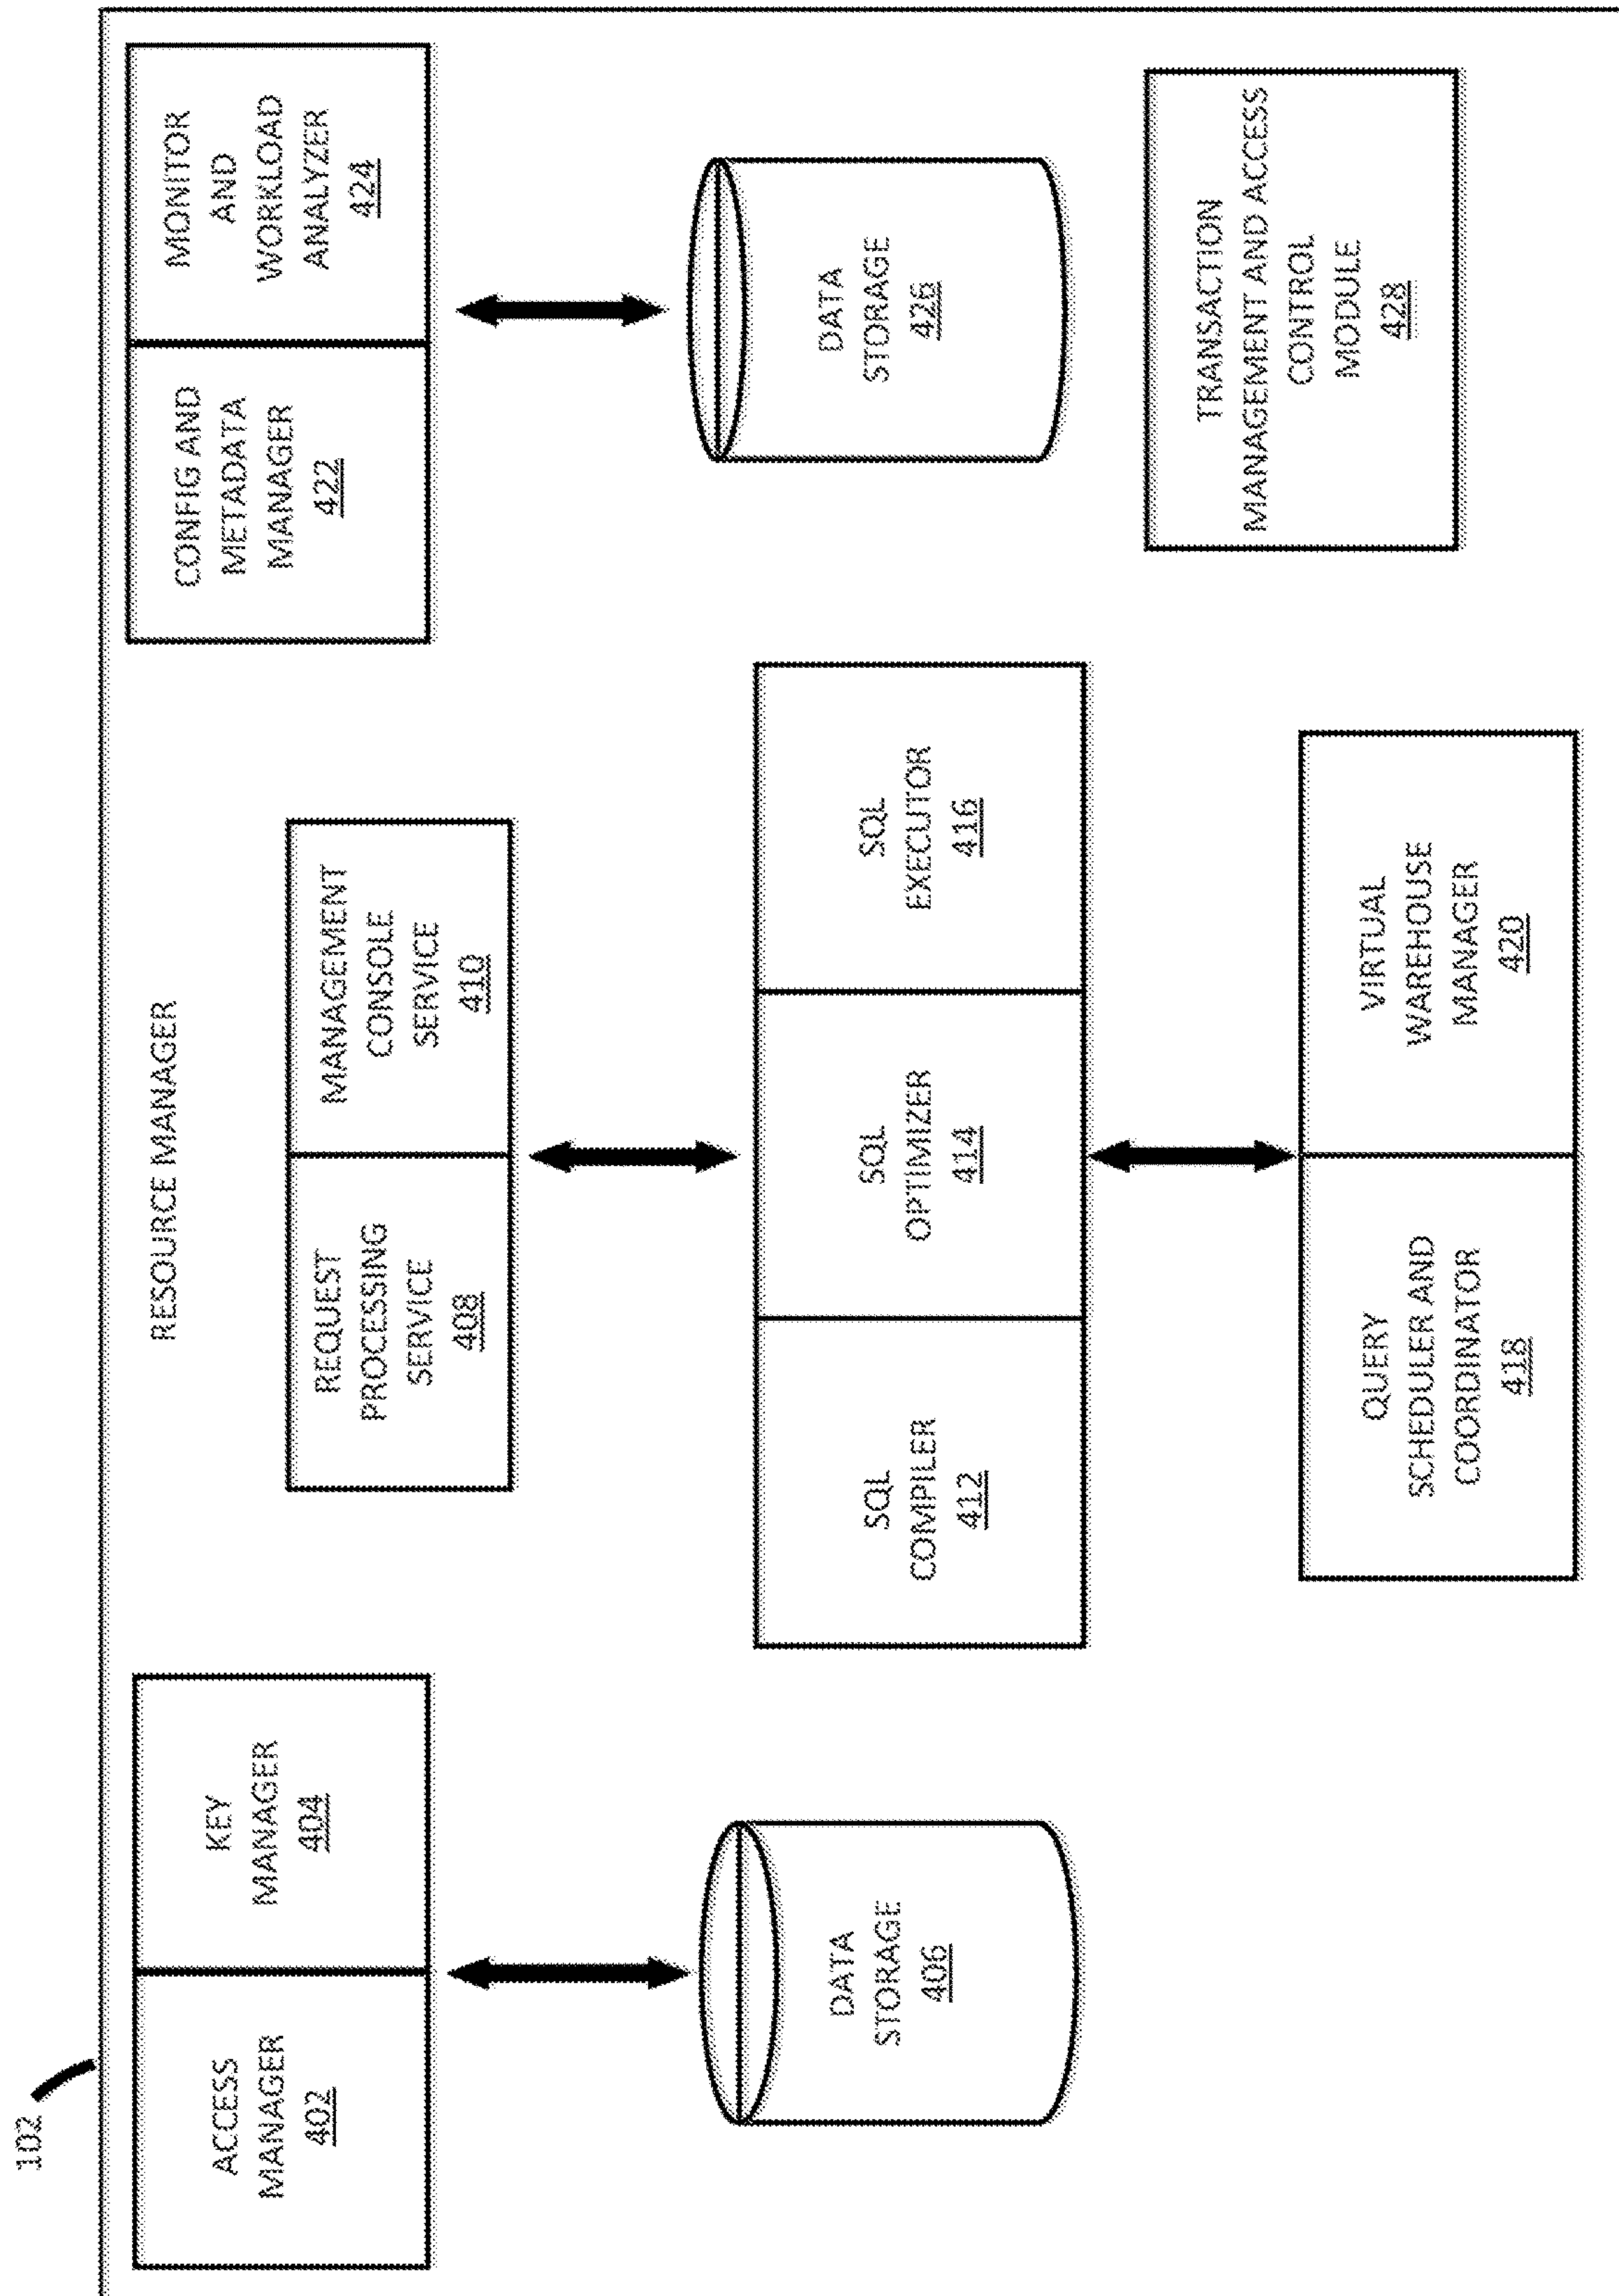 102
RESOURCE MANAGER
ACCESS
MANAGER
402
KEY
MANAGER
404
DATA
STORAGE
406
REQUEST
PROCESSING
SERVICE
408
MANAGEMENT
CONSOLE
SERVICE
410
SQL
COMPILER
412
SQL
OPTIMIZER
414
SQL
EXECUTOR
416
QUERY
SCHEDULER AND
COORDINATOR
418
VIRTUAL
WAREHOUSE
MANAGER
420
CONFIG AND
METADATA
MANAGER
422
MONITOR
AND
WORKLOAD
ANALYZER
424
DATA
STORAGE
426
TRANSACTION
MANAGEMENT AND ACCESS
CONTROL
MODULE
428